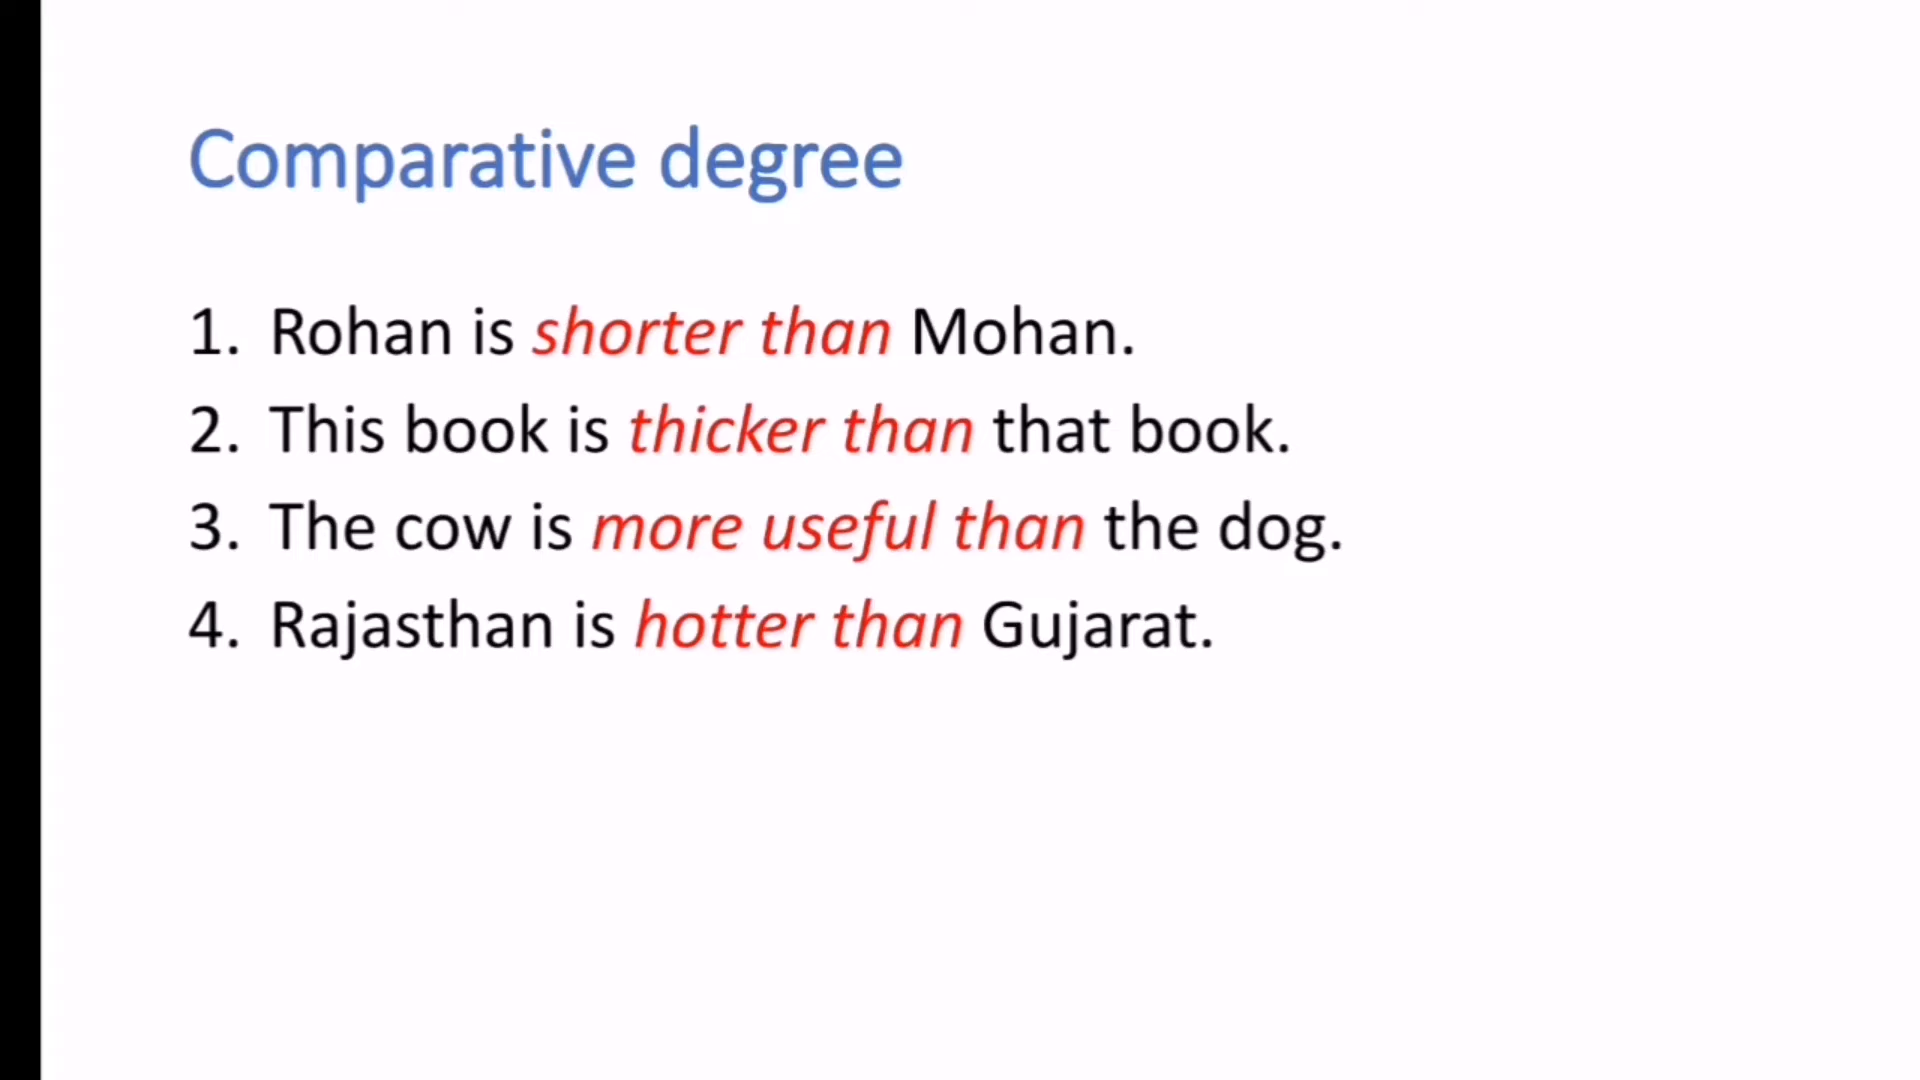 Comparative degree
1. Rohan is shorter than Mohan.
2. This book is thicker than that book.
3. The cow is more useful than the dog.
4. Rajasthan is hotter than Gujarat.